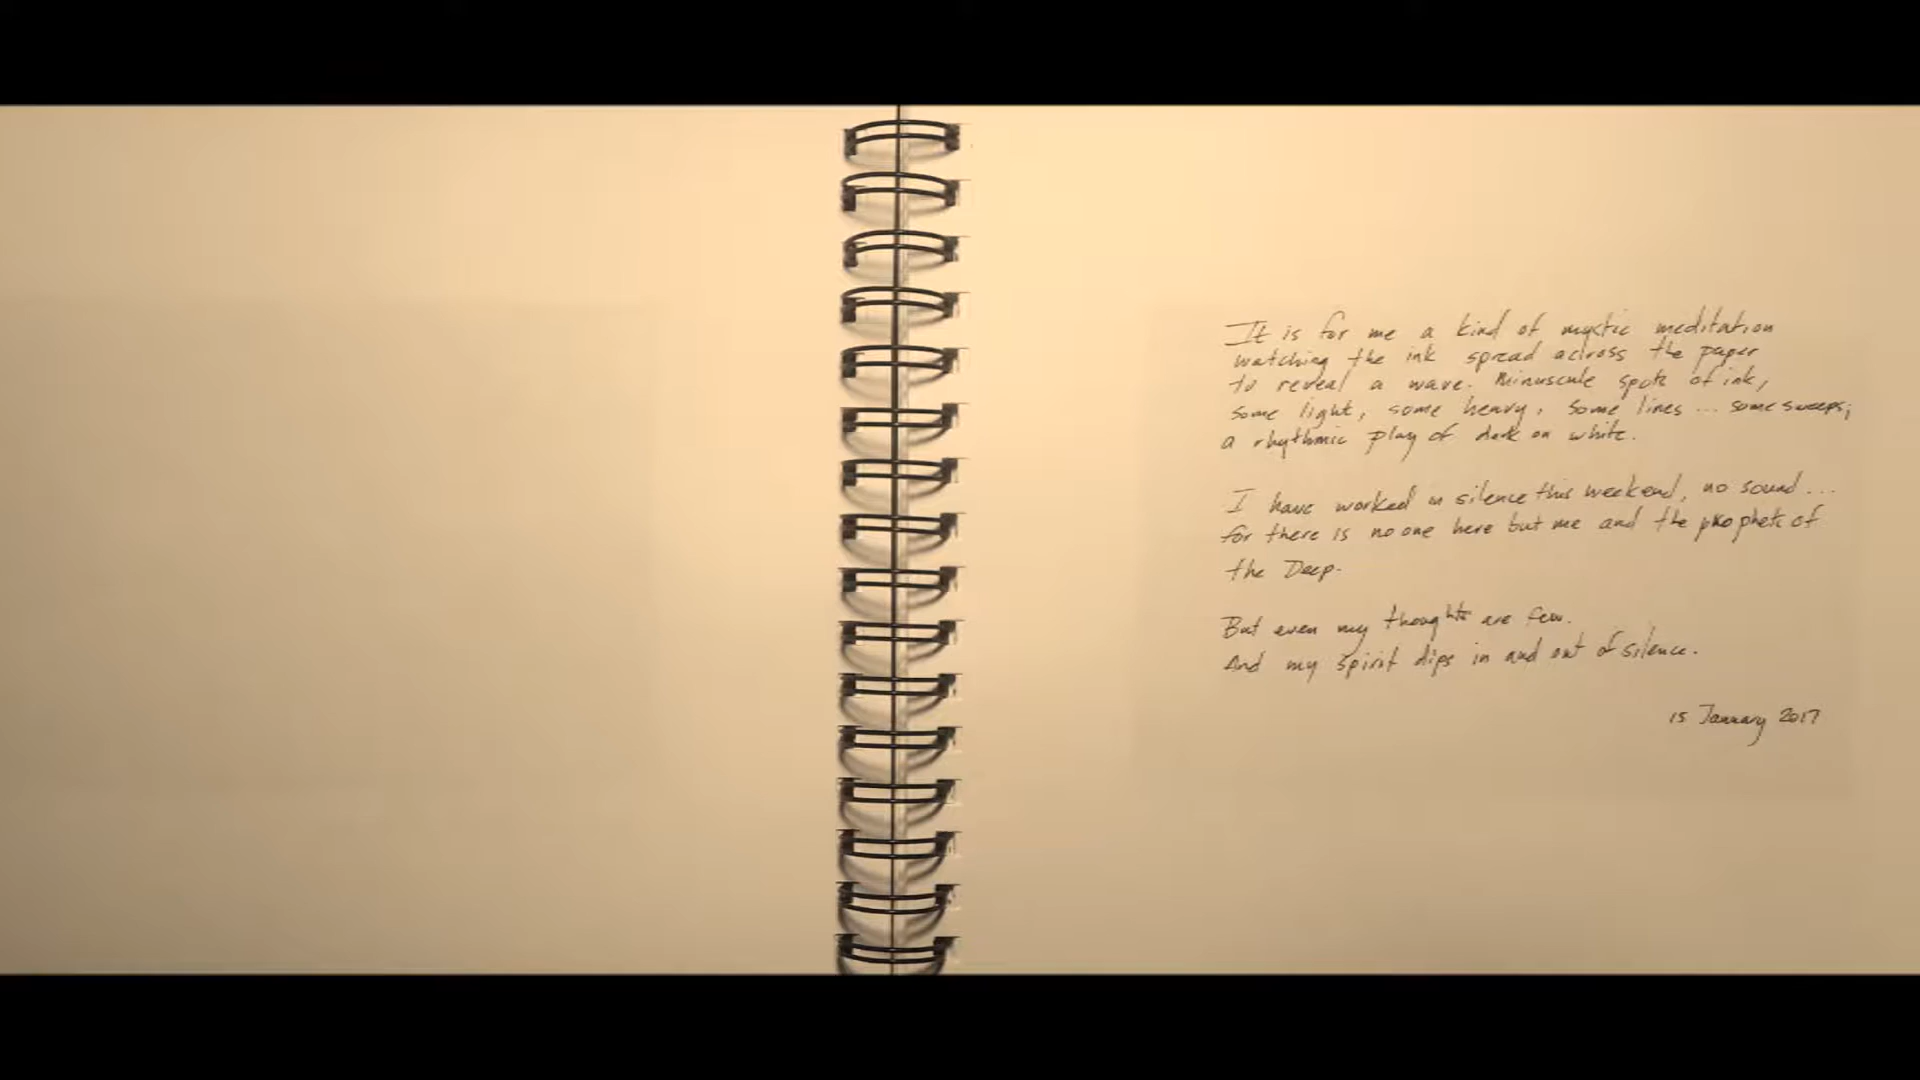 It is for me a kind of mystic meditation
watching the ink spread across the paper
to reveal a wave. Minuscule spots of ink,
some light, some heavy, some lines ... some sweeps;
a rhythmic play of dark on white.
I have worked in silence this weekend, no sound ...
for there is no one here but me and the prophets of
the Deep.
But even my thoughts are few.
And my spirit dips in and out of silence.
15 January 2017